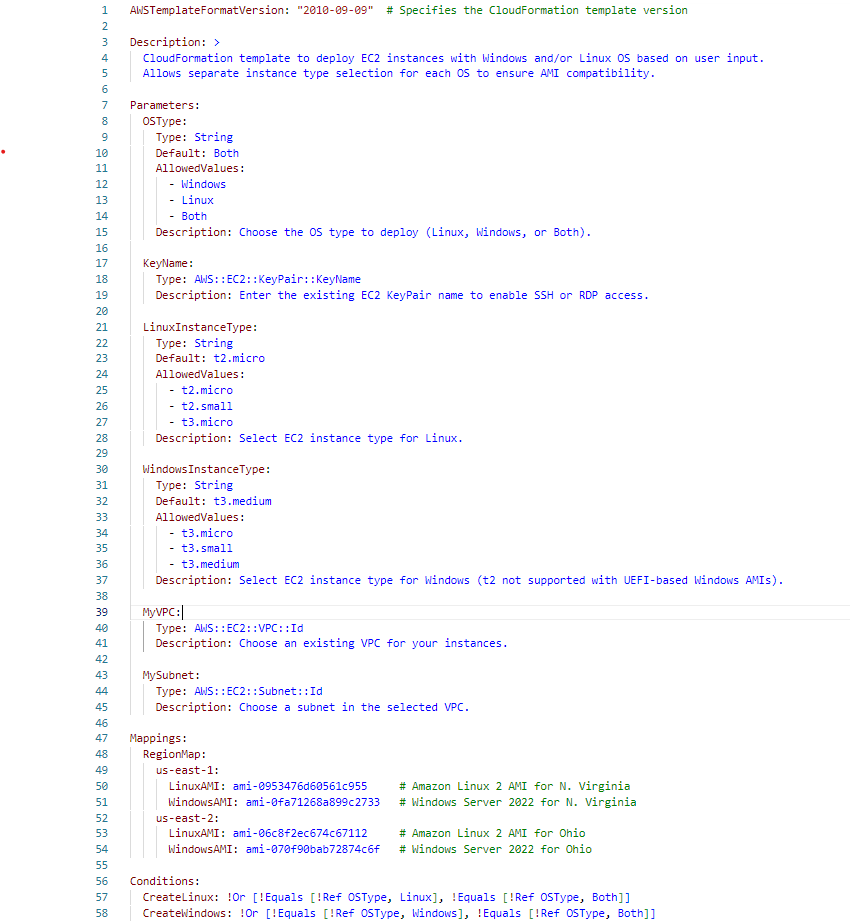 1 AWSTemplateFormatVersion: "2010-09-09"  # Specifies the CloudFormation template version
2
3 Description: >
4   CloudFormation template to deploy EC2 instances with Windows and/or Linux OS based on user input.
5   Allows separate instance type selection for each OS to ensure AMI compatibility.
6
7 Parameters:
8   OSType:
9     Type: String
10     Default: Both
11     AllowedValues:
12       - Windows
13       - Linux
14       - Both
15     Description: Choose the OS type to deploy (Linux, Windows, or Both).
16
17   KeyName:
18     Type: AWS::EC2::KeyPair::KeyName
19     Description: Enter the existing EC2 KeyPair name to enable SSH or RDP access.
20
21   LinuxInstanceType:
22     Type: String
23     Default: t2.micro
24     AllowedValues:
25       - t2.micro
26       - t2.small
27       - t3.micro
28     Description: Select EC2 instance type for Linux.
29
30   WindowsInstanceType:
31     Type: String
32     Default: t3.medium
33     AllowedValues:
34       - t3.micro
35       - t3.small
36       - t3.medium
37     Description: Select EC2 instance type for Windows (t2 not supported with UEFI-based Windows AMIs).
38
39   MyVPC:
40     Type: AWS::EC2::VPC::Id
41     Description: Choose an existing VPC for your instances.
42
43   MySubnet:
44     Type: AWS::EC2::Subnet::Id
45     Description: Choose a subnet in the selected VPC.
46
47 Mappings:
48   RegionMap:
49     us-east-1:
50       LinuxAMI: ami-0953476d60561c955     # Amazon Linux 2 AMI for N. Virginia
51       WindowsAMI: ami-0fa71268a899c2733   # Windows Server 2022 for N. Virginia
52     us-east-2:
53       LinuxAMI: ami-06c8f2ec674c67112     # Amazon Linux 2 AMI for Ohio
54       WindowsAMI: ami-070f90bab72874c6f   # Windows Server 2022 for Ohio
55
56 Conditions:
57   CreateLinux: !Or [!Equals [!Ref OSType, Linux], !Equals [!Ref OSType, Both]]
58   CreateWindows: !Or [!Equals [!Ref OSType, Windows], !Equals [!Ref OSType, Both]]